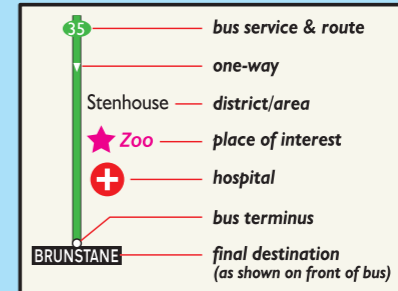 35 bus service & route
one-way
Stenhouse district/area
Zoo place of interest
hospital
bus terminus
BRUNSTANE final destination
(as shown on front of bus)